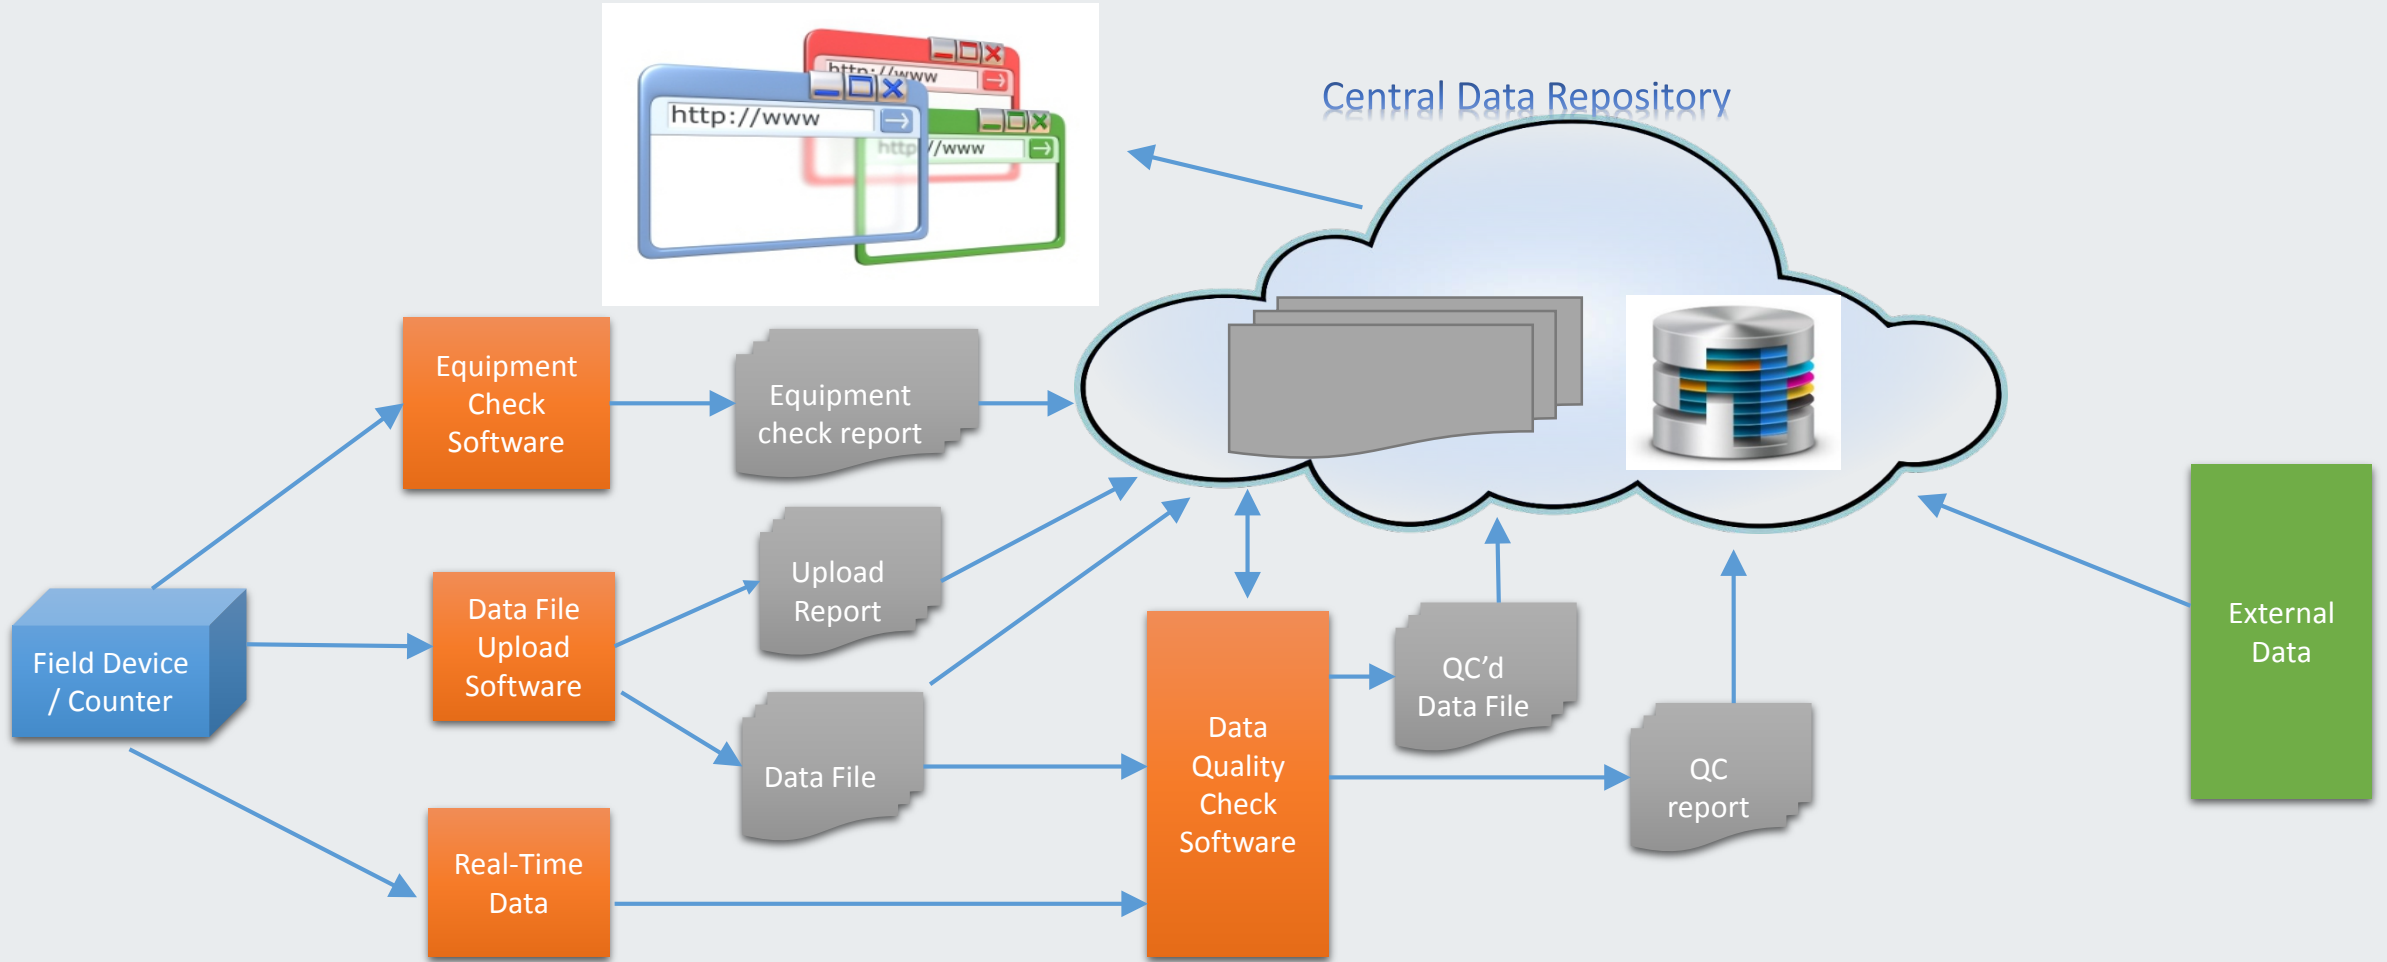 http://www
http://www
http://www
Central Data Repository
Equipment
Check
Software
Equipment
check report
Upload
Report
Data File
Upload
Software
Field Device
/ Counter
Data File
Real-Time
Data
Data
Quality
Check
Software
QC’d
Data File
QC
report
External
Data